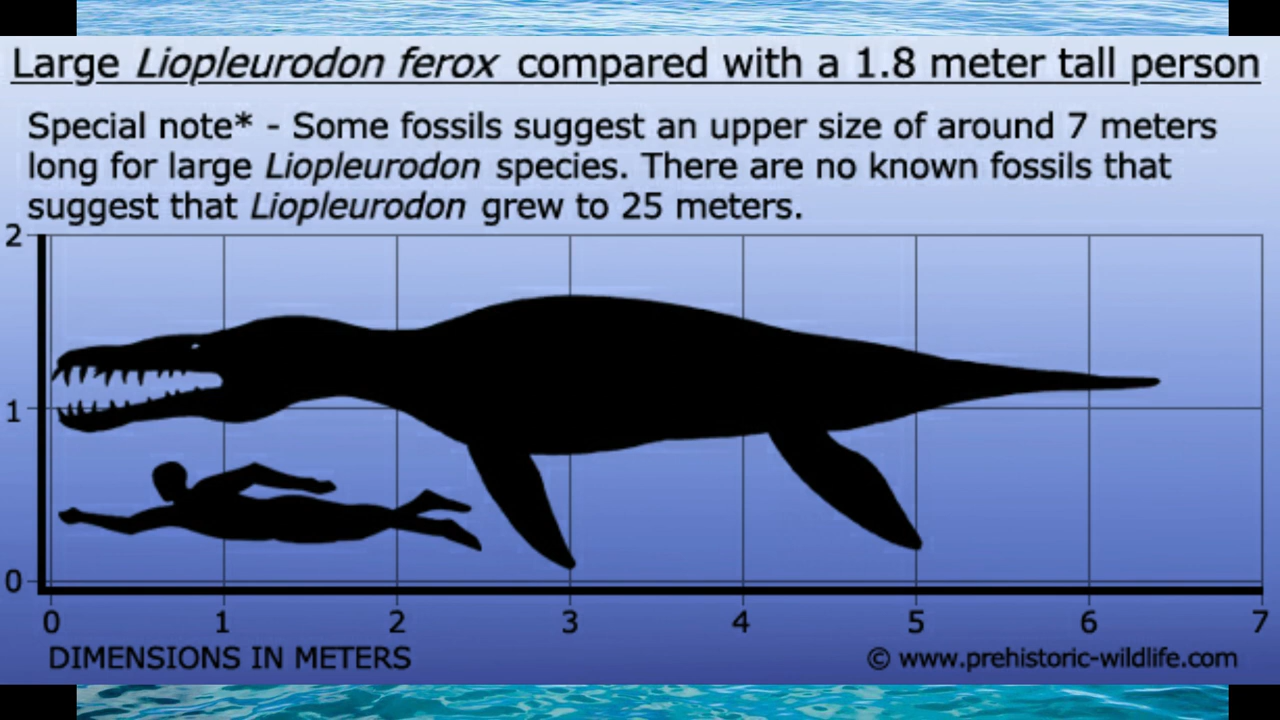 Large Liopleurodon ferox compared with a 1.8 meter tall person
Special note* - Some fossils suggest an upper size of around 7 meters
long for large Liopleurodon species. There are no known fossils that
suggest that Liopleurodon grew to 25 meters.
2
1
0
0 1 2 3 4 5 6 7
DIMENSIONS IN METERS © www.prehistoric-wildlife.com